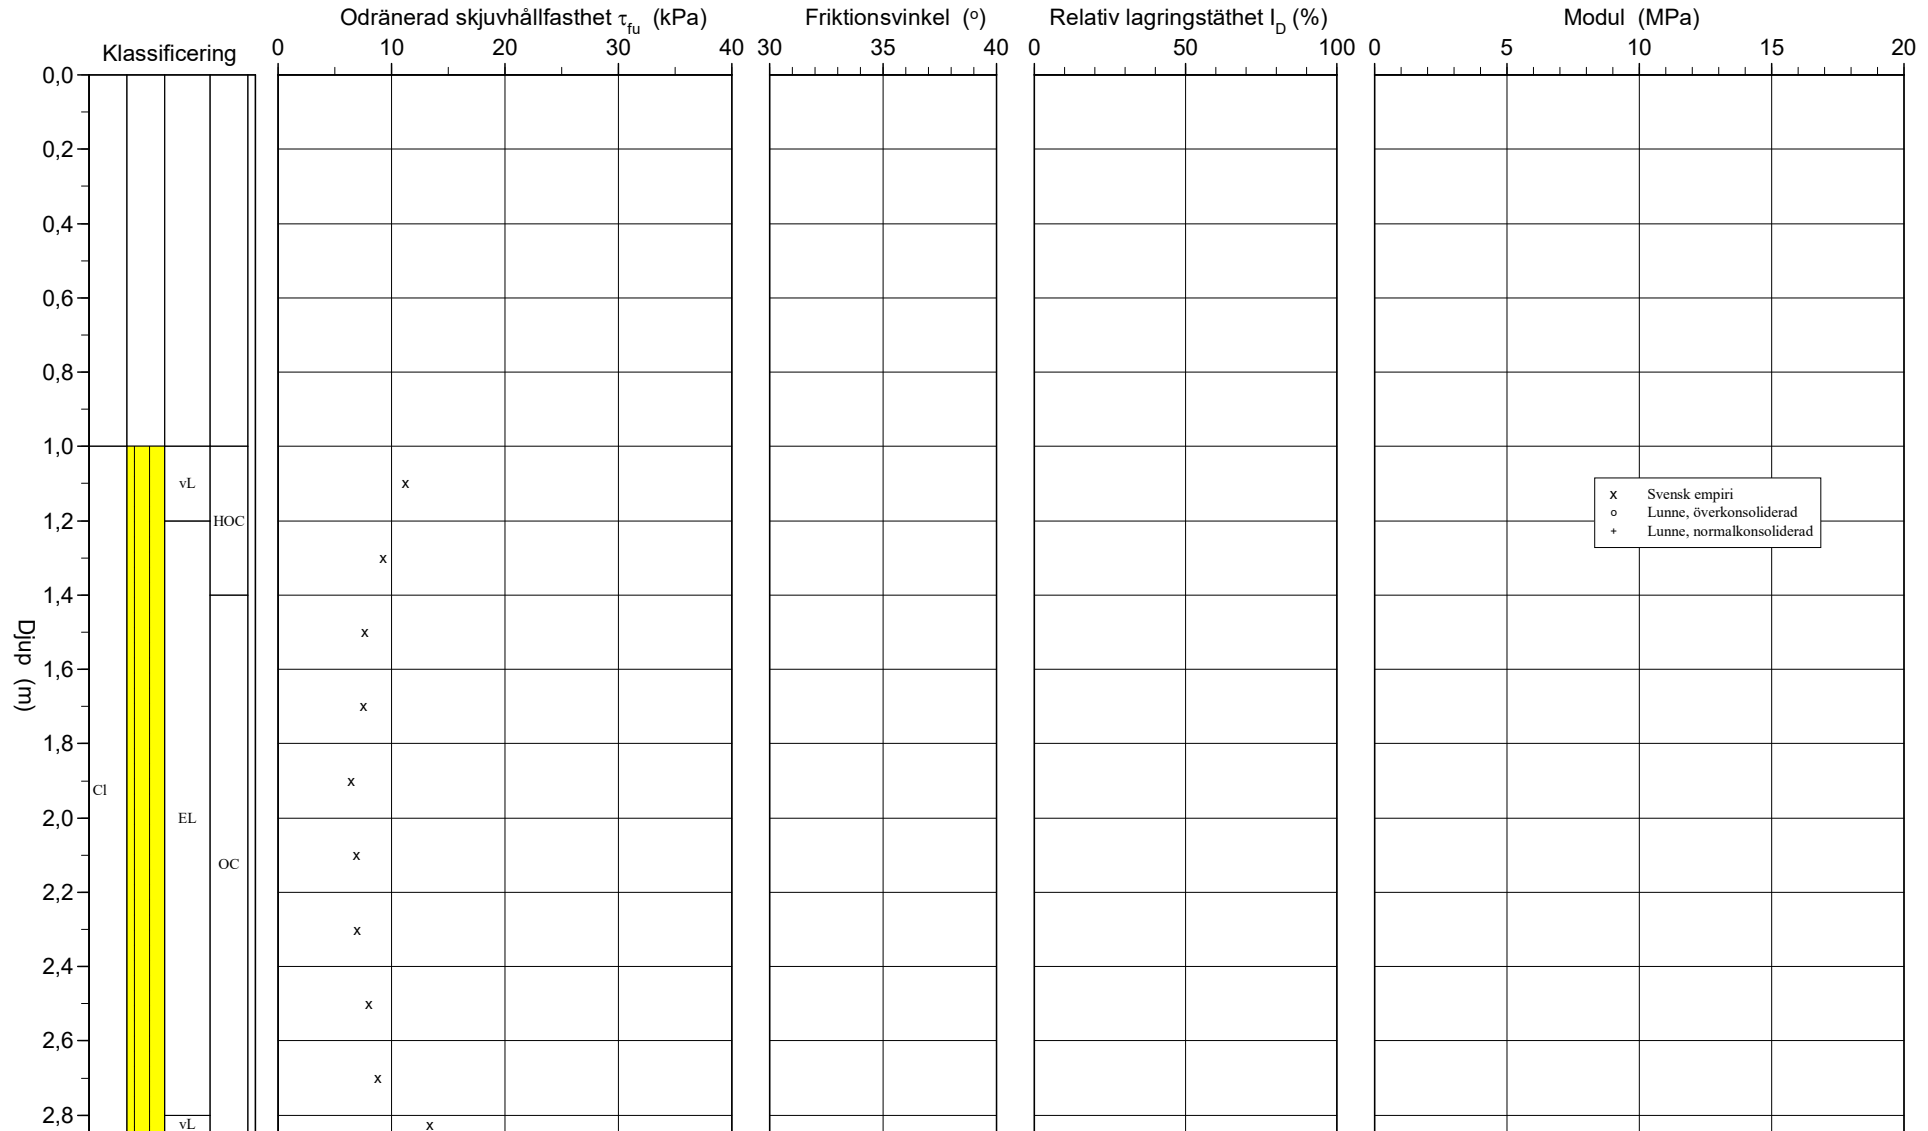 Odränerad skjuvhållfasthet τfu (kPa)
Friktionsvinkel (o)
Relativ lagringstäthet ID (%)
Modul (MPa)
Klassificering
0 10 20 30 40
30 35 40
0 50 100
0 5 10 15 20
0,0
0,2
0,4
0,6
0,8
1,0
1,2
1,4
1,6
1,8
2,0
2,2
2,4
2,6
2,8
Djup (m)
Cl
vL
EL
vL
HOC
OC
x Svensk empiri
o Lunne, överkonsoliderad
+ Lunne, normalkonsoliderad